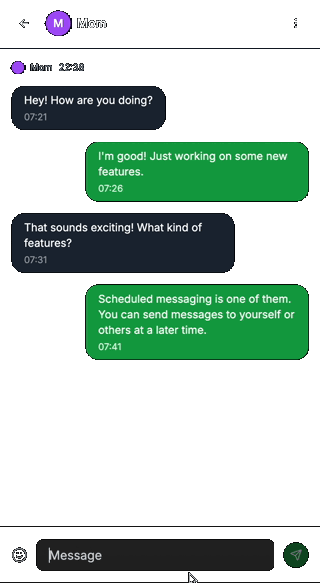 M Mom
Mom 22:28
Hey! How are you doing?
07:21
I'm good! Just working on some new
features.
07:26
That sounds exciting! What kind of
features?
07:31
Scheduled messaging is one of them.
You can send messages to yourself or
others at a later time.
07:41
Message